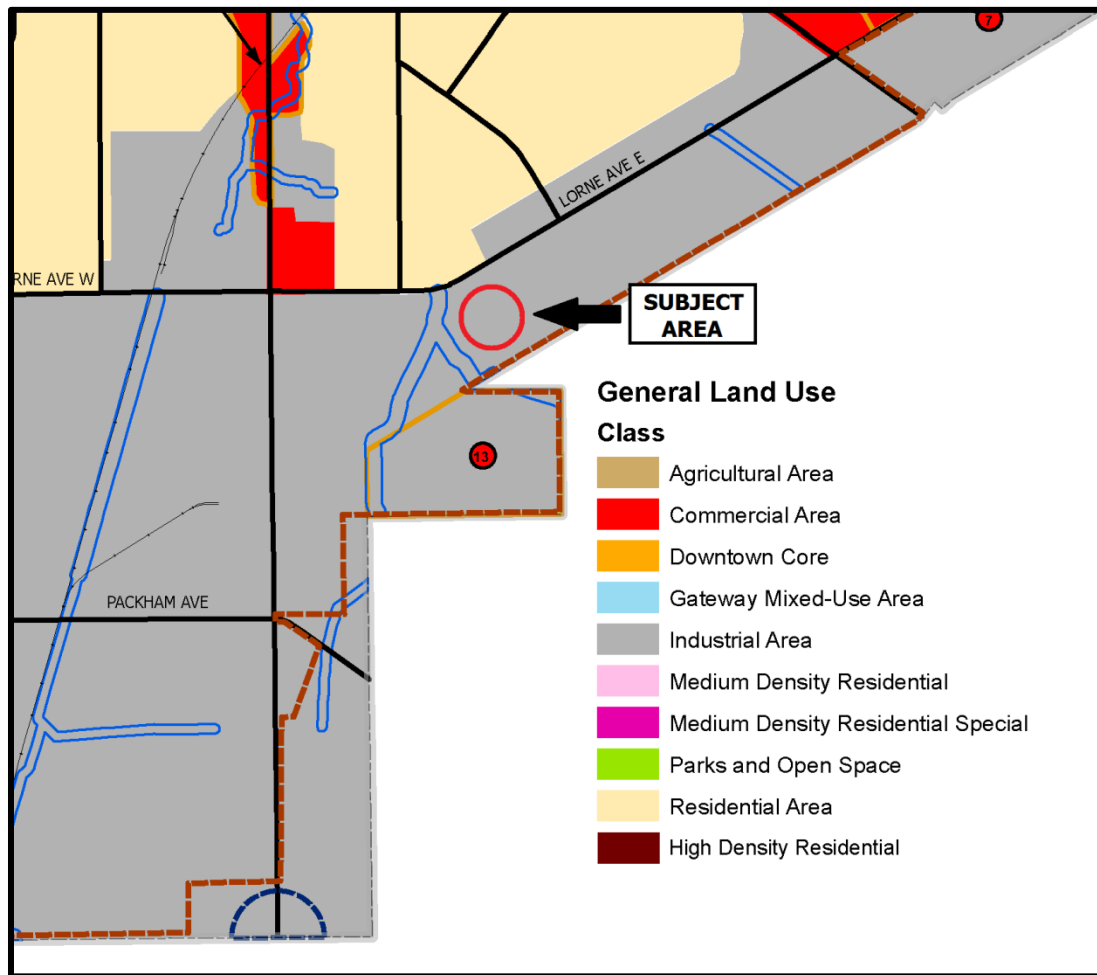 7
LORNE AVE E
RNE AVE W
SUBJECT
AREA
General Land Use
Class
13
Agricultural Area
Commercial Area
Downtown Core
Gateway Mixed-Use Area
PACKHAM AVE
Industrial Area
Medium Density Residential
Medium Density Residential Special
Parks and Open Space
Residential Area
High Density Residential